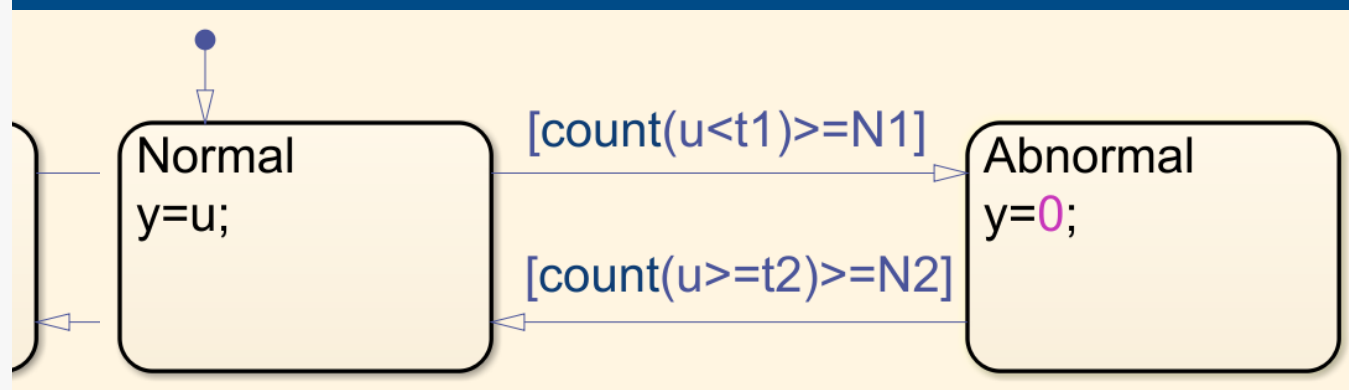 [count(u<t1)>=N1]
Normal
y=u;
Abnormal
y=0;
[count(u>=t2)>=N2]